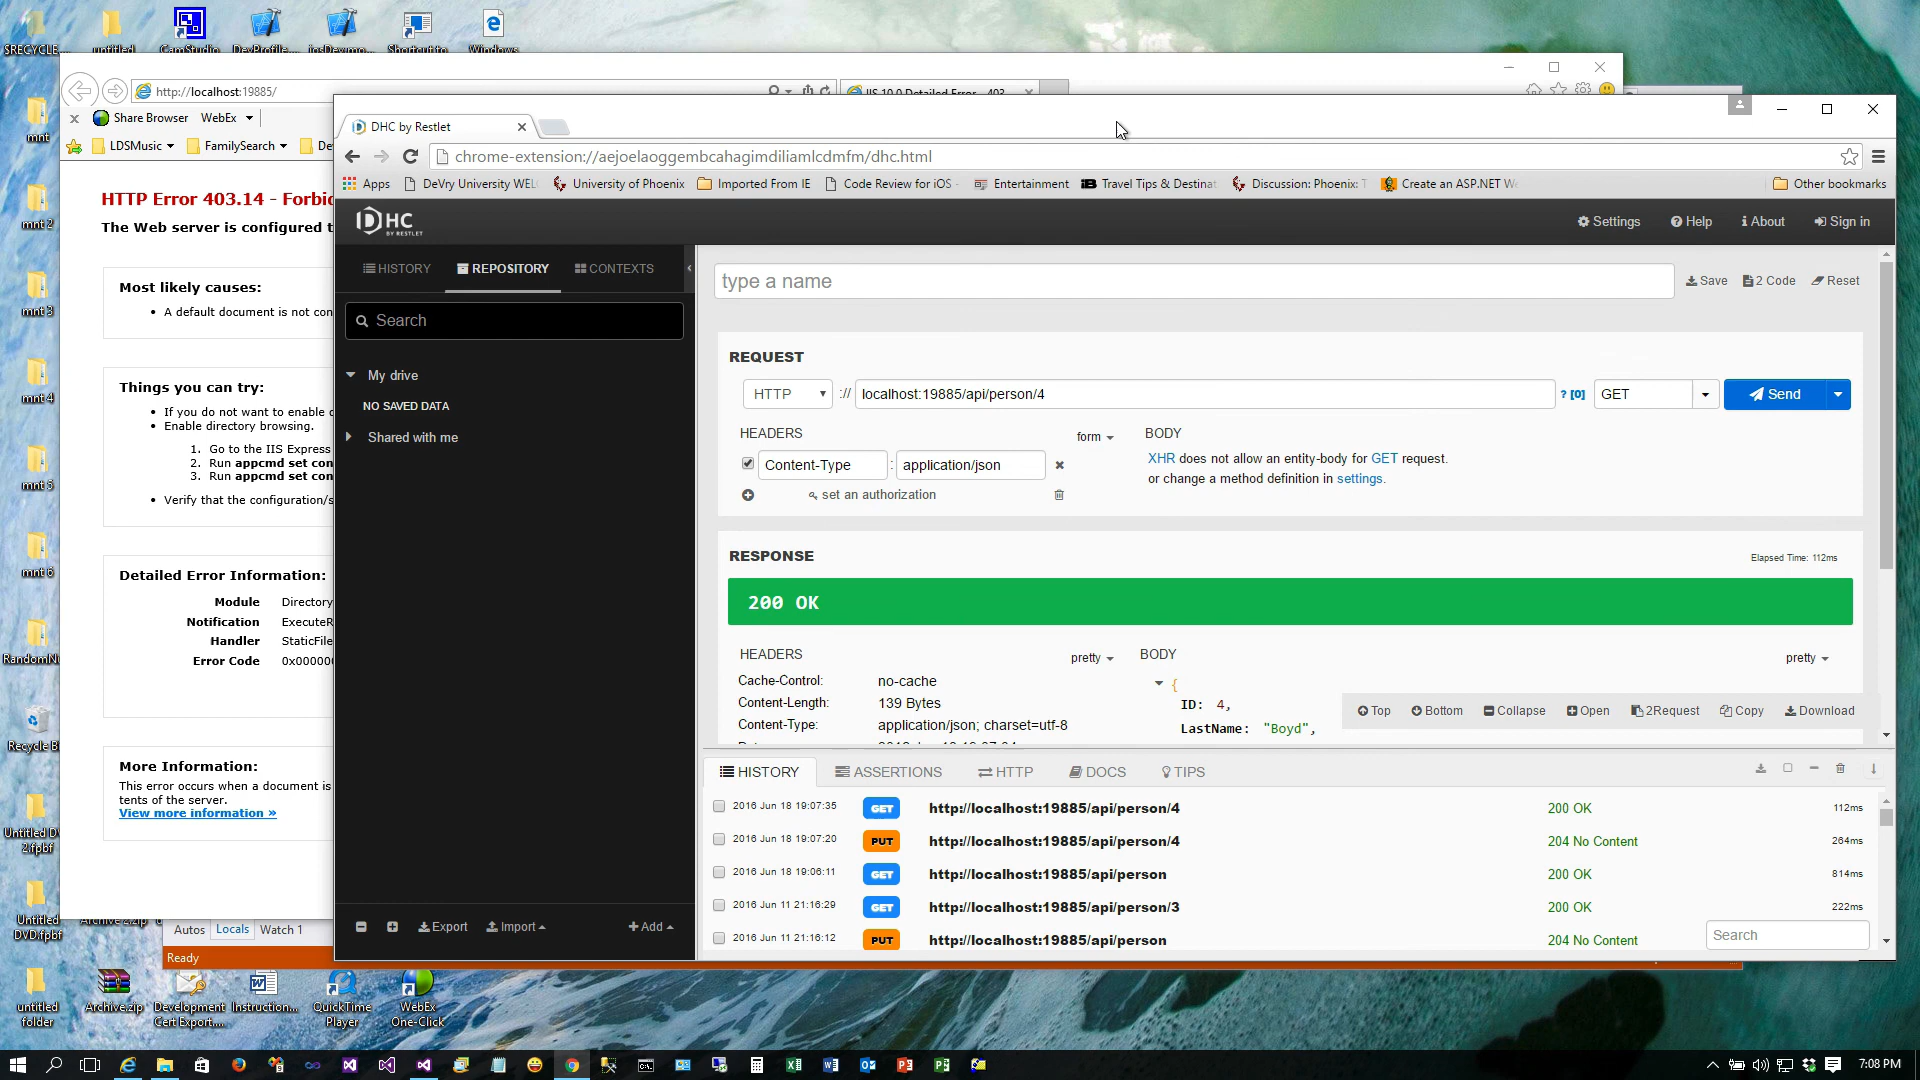 $RECYCLE....
untitled
CamStudio
DevProfile...
iosDevmo...
Shortcut to
Windows
http://localhost:19885/
IIS 10.0 Detailed Error - 403...
Share Browser WebEx
LDSMusic FamilySearch De
HTTP Error 403.14 - Forbi
The Web server is configured t
Most likely causes:
A default document is not con
Things you can try:
If you do not want to enable d
Enable directory browsing.
1. Go to the IIS Express
2. Run appcmd set con
3. Run appcmd set con
Verify that the configuration/s
Detailed Error Information:
Module Directory
Notification ExecuteR
Handler StaticFile
Error Code 0x000000
More Information:
This error occurs when a document is
tents of the server.
View more information »
mnt
mnt 2
mnt 3
mnt 4
mnt 5
mnt 6
RandomN
Recycle B
Untitled D
2.fpbf
Untitled
DVD.fpbf
untitled
folder
Archive 2.zip
Archive.zip
Development
Cert Export....
Instruction...
QuickTime
Player
WebEx
One-Click
Autos Locals Watch 1
Ready
DHC by Restlet
chrome-extension://aejoelaoggembcahagimdiliamlcdmfm/dhc.html
Apps DeVry University WEL University of Phoenix Imported From IE Code Review for iOS - Entertainment Travel Tips & Destinat Discussion: Phoenix: T Create an ASP.NET We Other bookmarks
DHC
BY RESTLET
Settings Help About Sign in
HISTORY REPOSITORY CONTEXTS
Search
My drive
NO SAVED DATA
Shared with me
Export Import Add
type a name
Save 2 Code Reset
REQUEST
HTTP :// localhost:19885/api/person/4 ? [0] GET Send
HEADERS form BODY
Content-Type : application/json
set an authorization
XHR does not allow an entity-body for GET request.
or change a method definition in settings.
RESPONSE
Elapsed Time: 112ms
200 OK
HEADERS pretty BODY pretty
Cache-Control: no-cache
Content-Length: 139 Bytes
Content-Type: application/json; charset=utf-8
{
ID: 4,
LastName: "Boyd",
Top Bottom Collapse Open 2Request Copy Download
HISTORY ASSERTIONS HTTP DOCS TIPS
2016 Jun 18 19:07:35 GET http://localhost:19885/api/person/4 200 OK 112ms
2016 Jun 18 19:07:20 PUT http://localhost:19885/api/person/4 204 No Content 264ms
2016 Jun 18 19:06:11 GET http://localhost:19885/api/person 200 OK 814ms
2016 Jun 11 21:16:29 GET http://localhost:19885/api/person/3 200 OK 222ms
2016 Jun 11 21:16:12 PUT http://localhost:19885/api/person 204 No Content
Search
7:08 PM